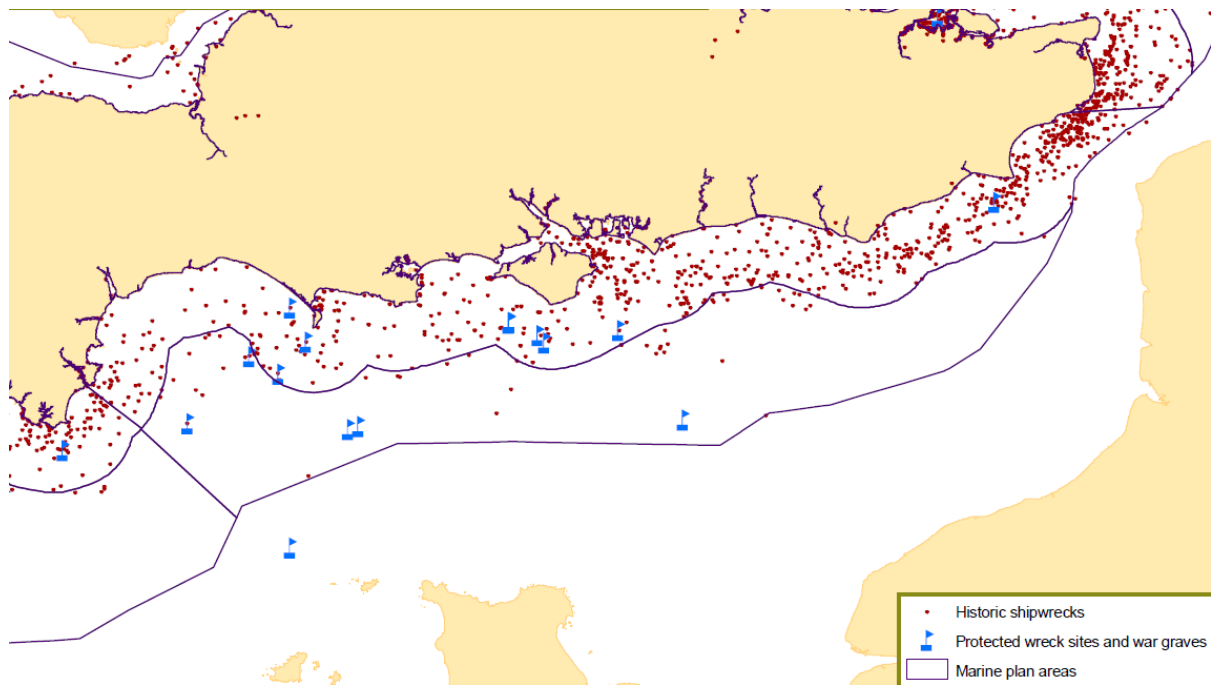 Historic shipwrecks
Protected wreck sites and war graves
Marine plan areas